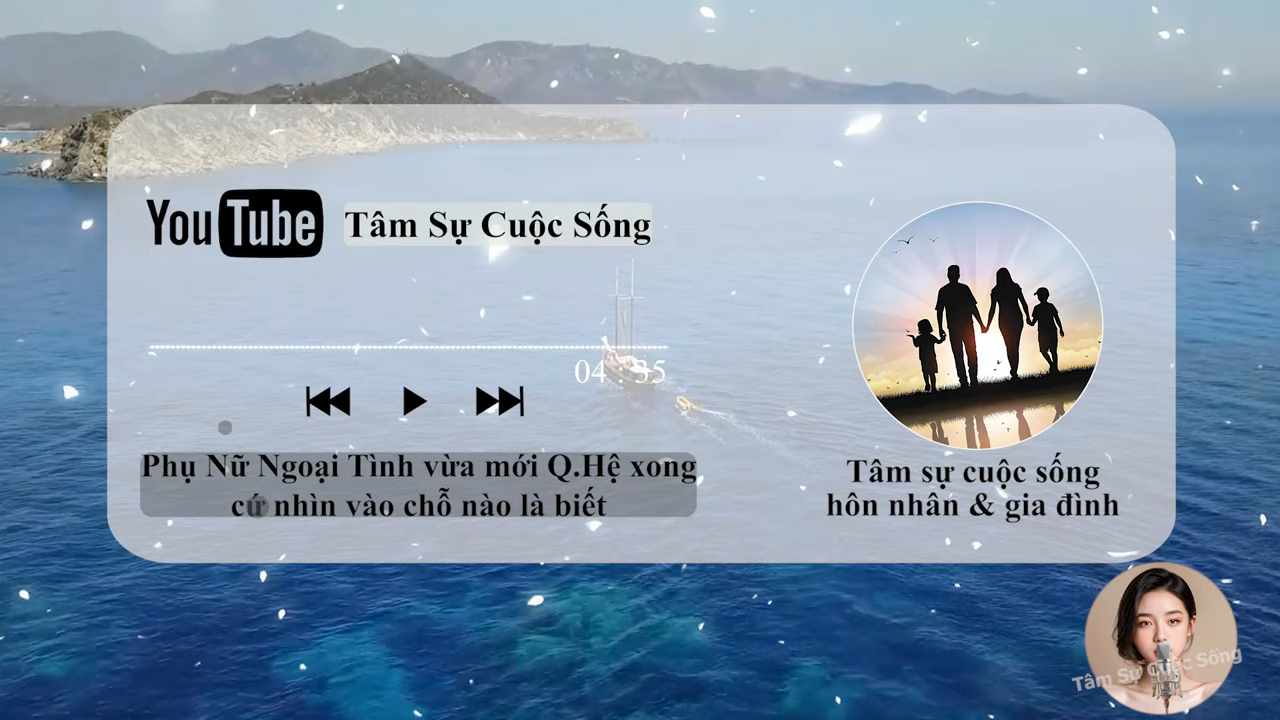 YouTube
Tâm Sự Cuộc Sống
04 35
Phụ Nữ Ngoại Tình vừa mới Q.Hệ xong
cứ nhìn vào chỗ nào là biết
Tâm sự cuộc sống
hôn nhân & gia đình
Tâm Sự Cuộc Sống